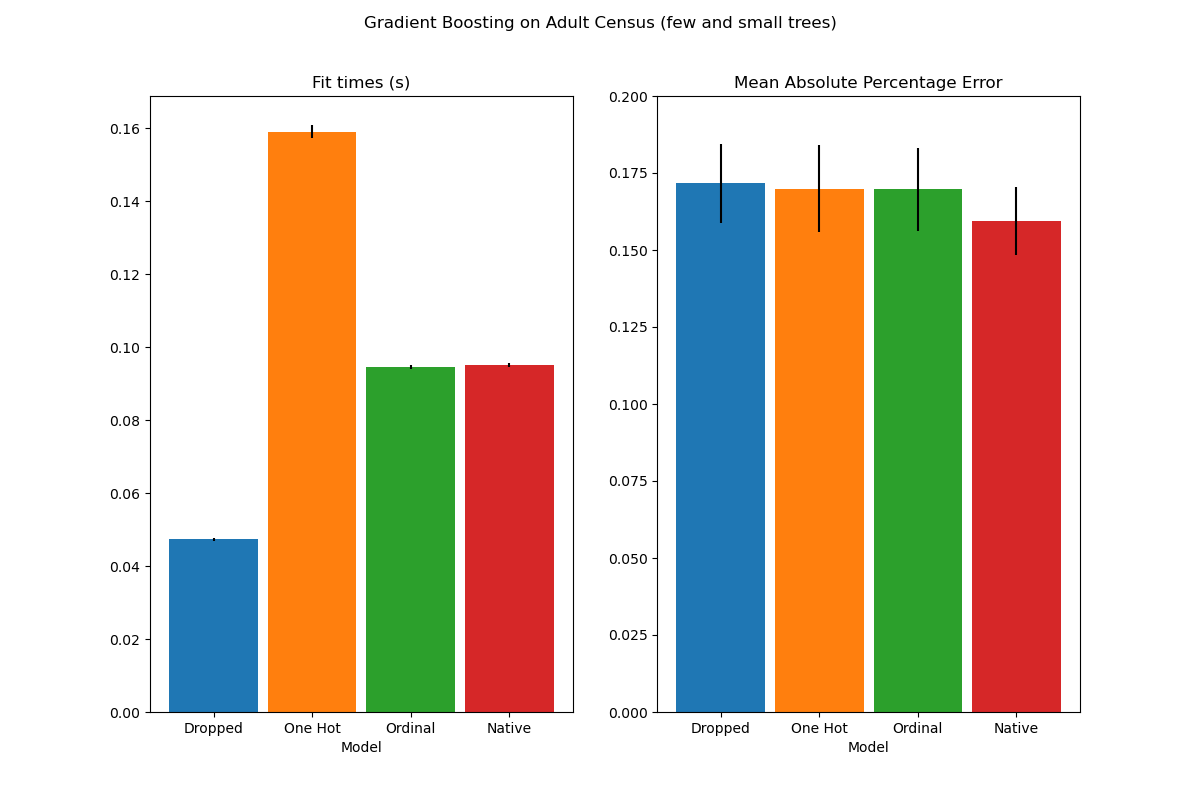 Gradient Boosting on Adult Census (few and small trees)
Fit times (s)
0.16
0.14
0.12
0.10
0.08
0.06
0.04
0.02
0.00
Dropped One Hot Ordinal Native
Model
Mean Absolute Percentage Error
0.200
0.175
0.150
0.125
0.100
0.075
0.050
0.025
0.000
Dropped One Hot Ordinal Native
Model